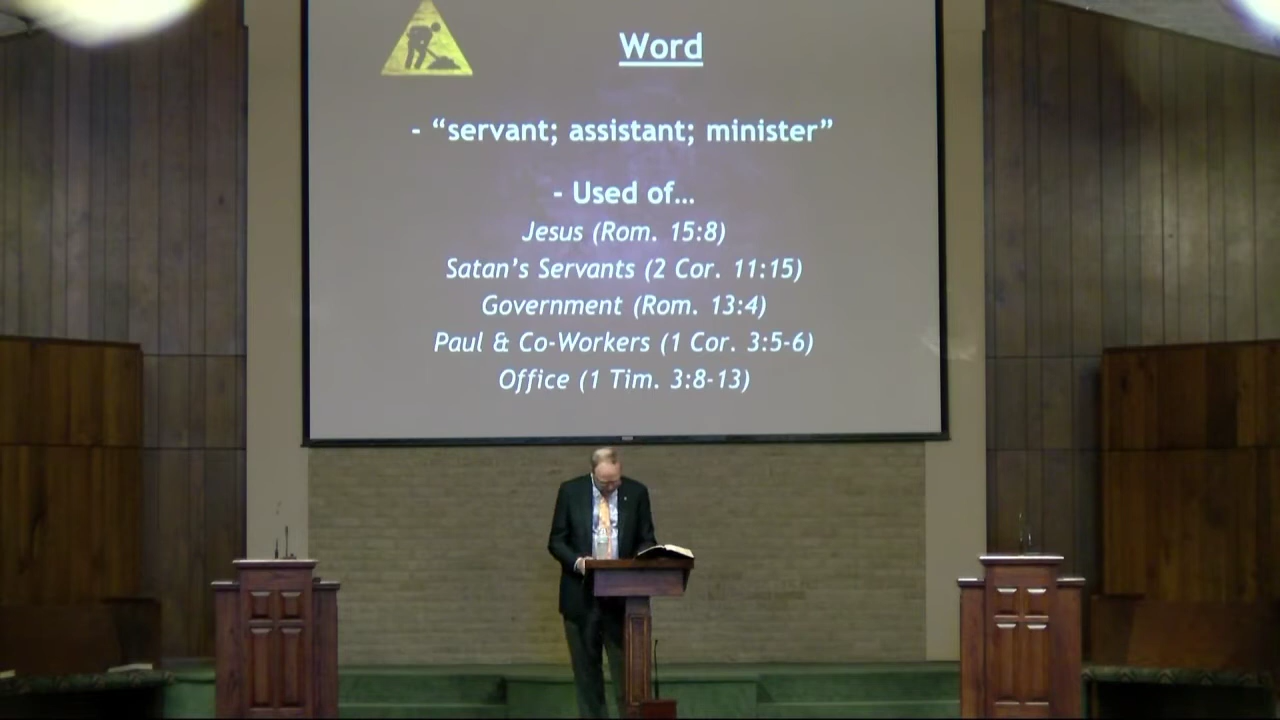 Word
- “servant; assistant; minister”
- Used of…
Jesus (Rom. 15:8)
Satan’s Servants (2 Cor. 11:15)
Government (Rom. 13:4)
Paul & Co-Workers (1 Cor. 3:5-6)
Office (1 Tim. 3:8-13)